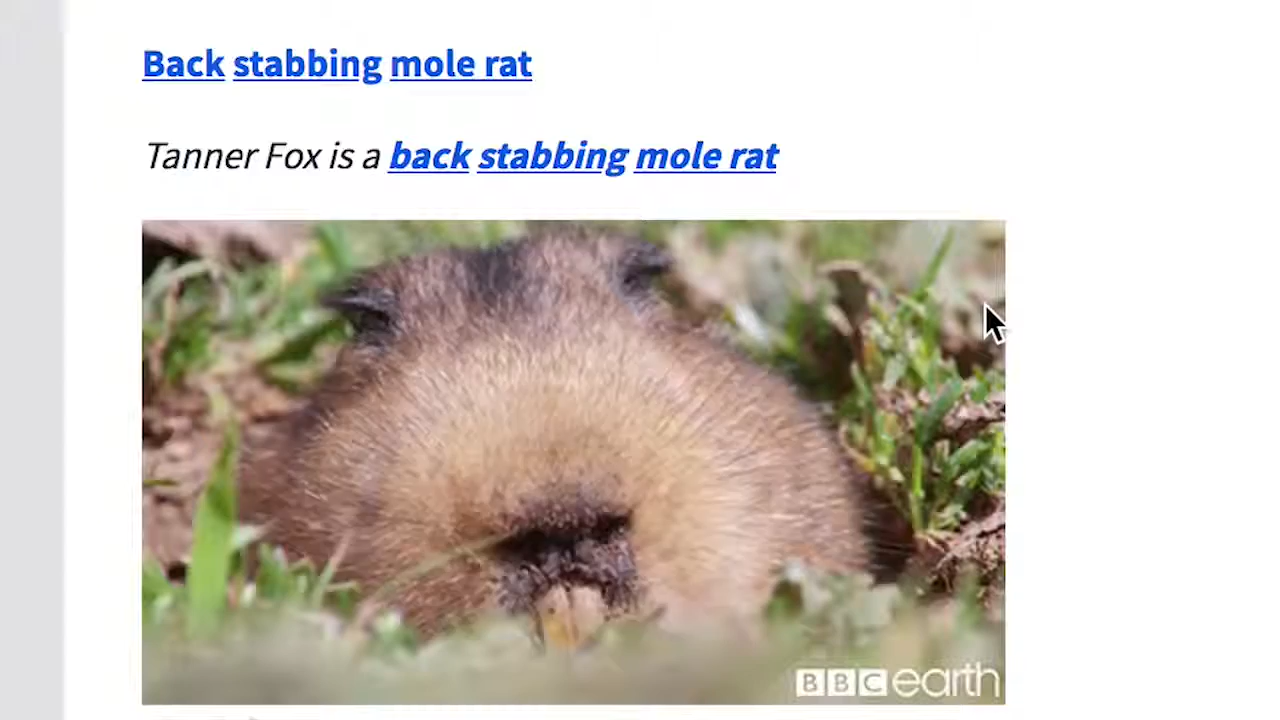 Back stabbing mole rat
Tanner Fox is a back stabbing mole rat
BBC earth